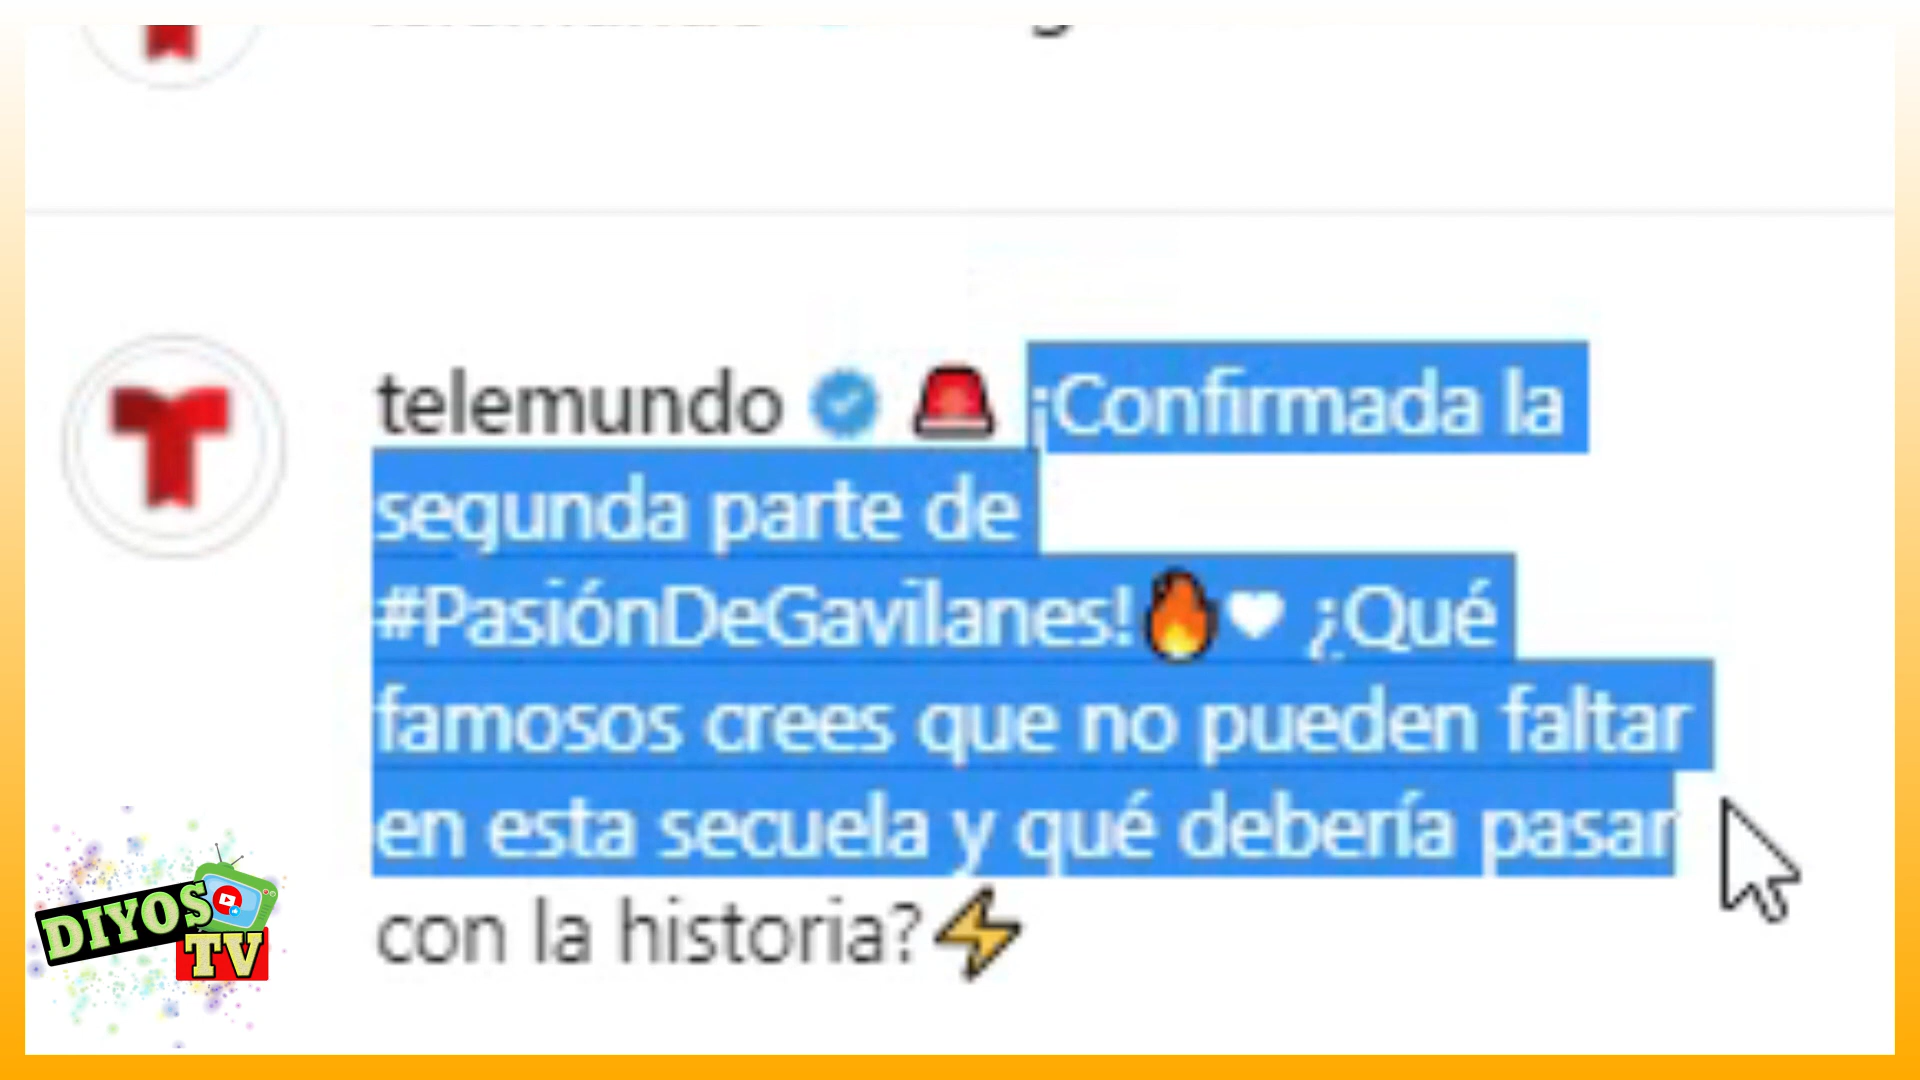 telemundo 🚨 ¡Confirmada la
segunda parte de
#PasiónDeGavilanes!🔥🤍 ¿Qué
famosos crees que no pueden faltar
en esta secuela y qué debería pasar
con la historia?⚡
DIYOS
TV